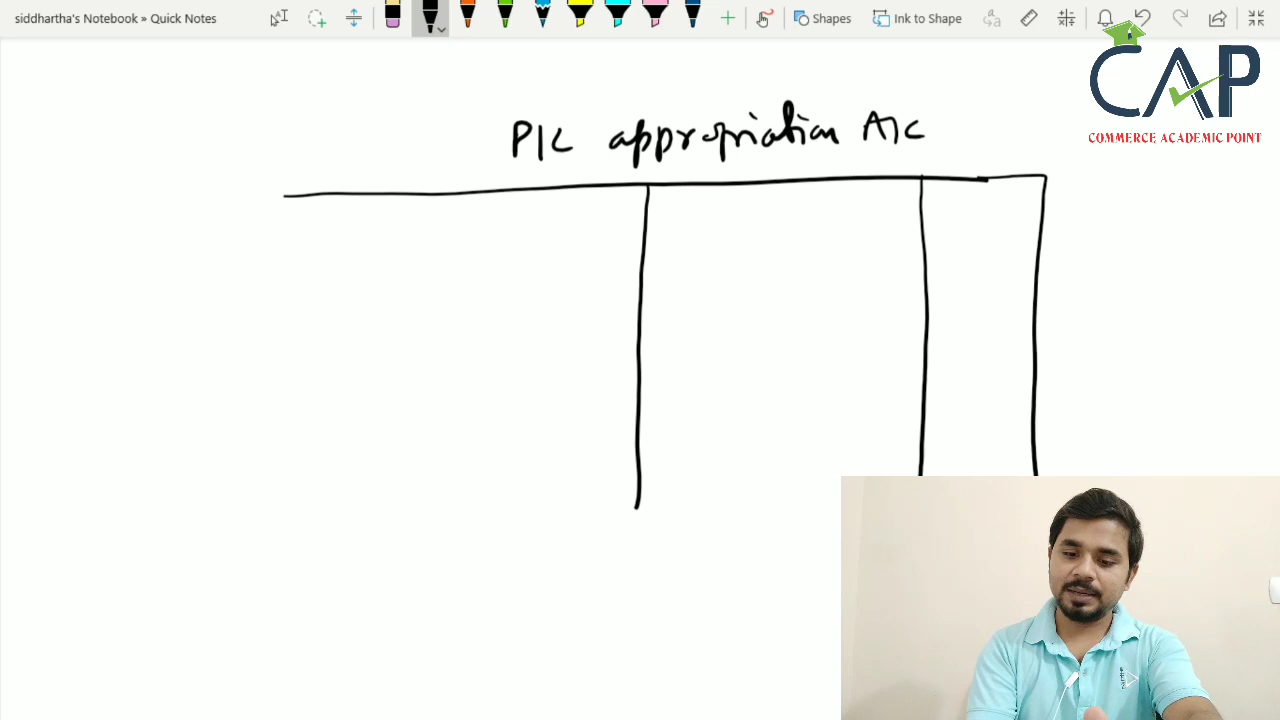 siddhartha's Notebook » Quick Notes
Shapes
Ink to Shape
CAP
COMMERCE ACADEMIC POINT
P/L appropriation A/C